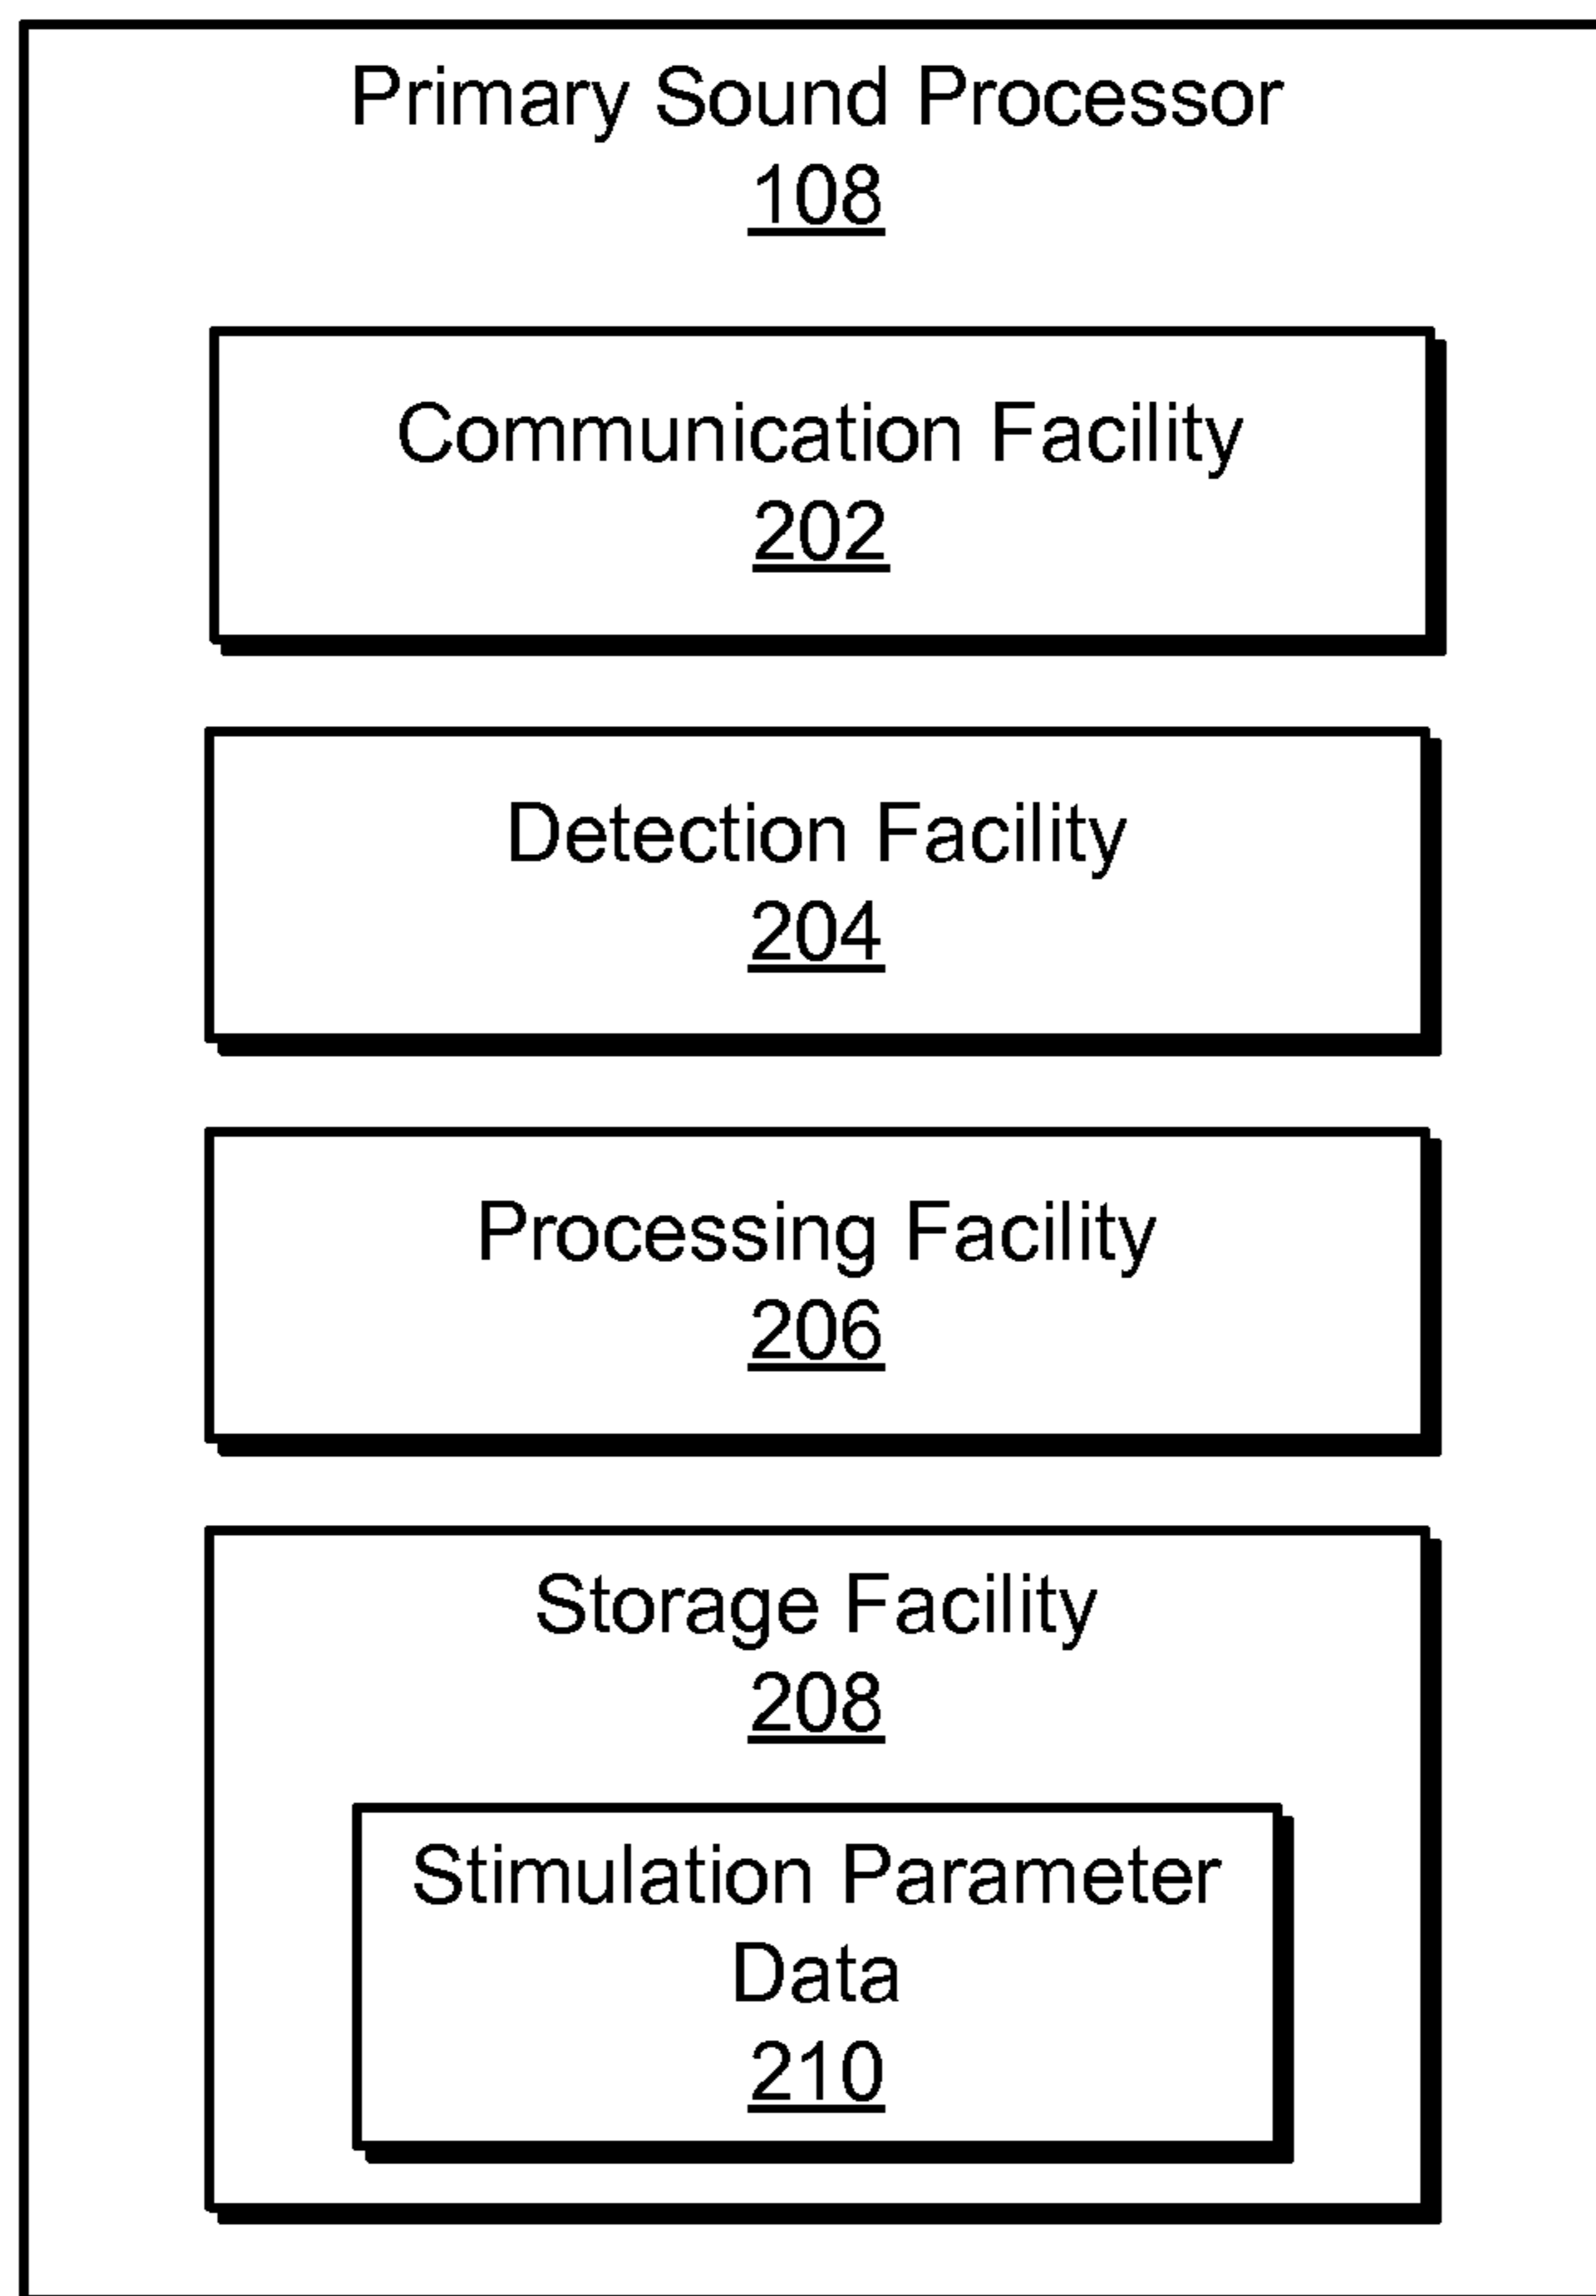 Primary Sound Processor
108
Communication Facility
202
Detection Facility
204
Processing Facility
206
Storage Facility
208
Stimulation Parameter
Data
210